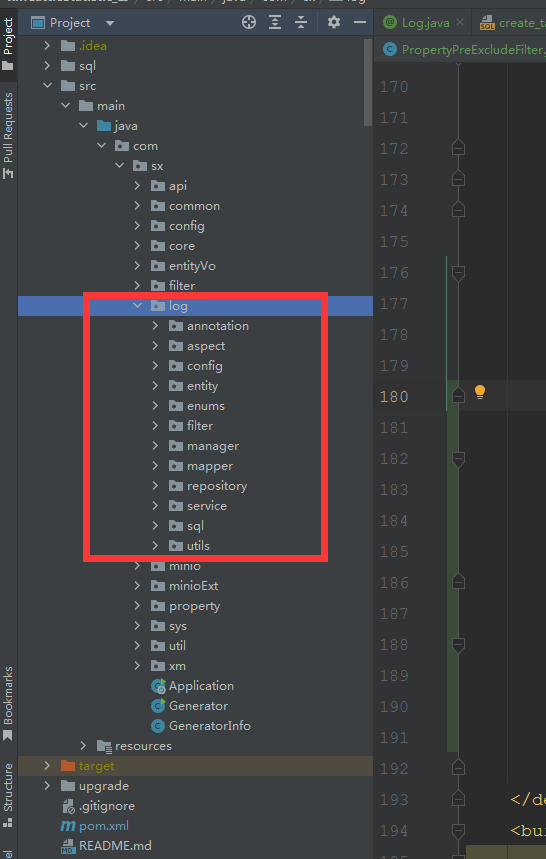 Project
Log.java
create_ta
.idea
sql
src
main
java
com
sx
api
common
config
core
entityVo
filter
log
annotation
aspect
config
entity
enums
filter
manager
mapper
repository
service
sql
utils
minio
minioExt
property
sys
util
xm
Application
Generator
GeneratorInfo
resources
target
upgrade
.gitignore
pom.xml
README.md
Project
Pull Requests
Bookmarks
Structure
PropertyPreExcludeFilter.
170
171
172
173
174
175
176
177
178
179
180
181
182
183
184
185
186
187
188
189
190
191
192
193
194
</de
<bu